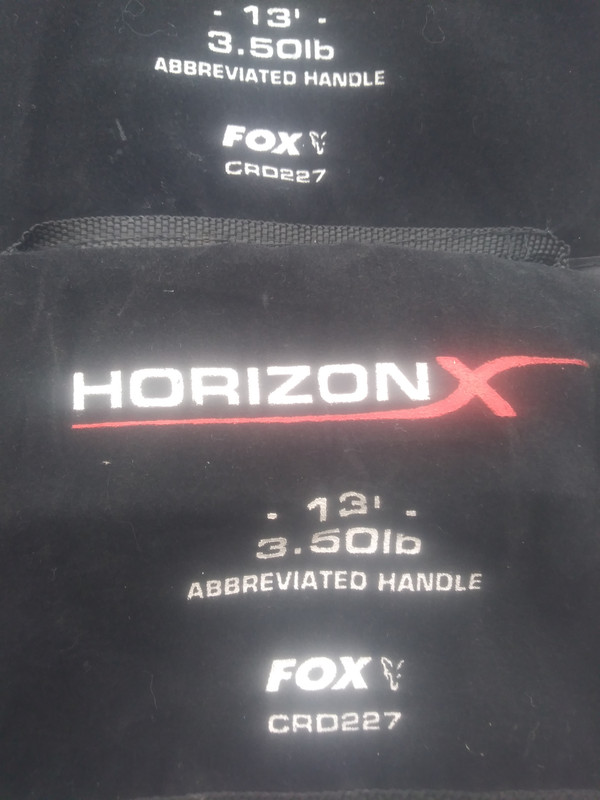 - 13' -
3.50lb
ABBREVIATED HANDLE
FOX
CRD227
HORIZON X
- 13' -
3.50lb
ABBREVIATED HANDLE
FOX
CRD227